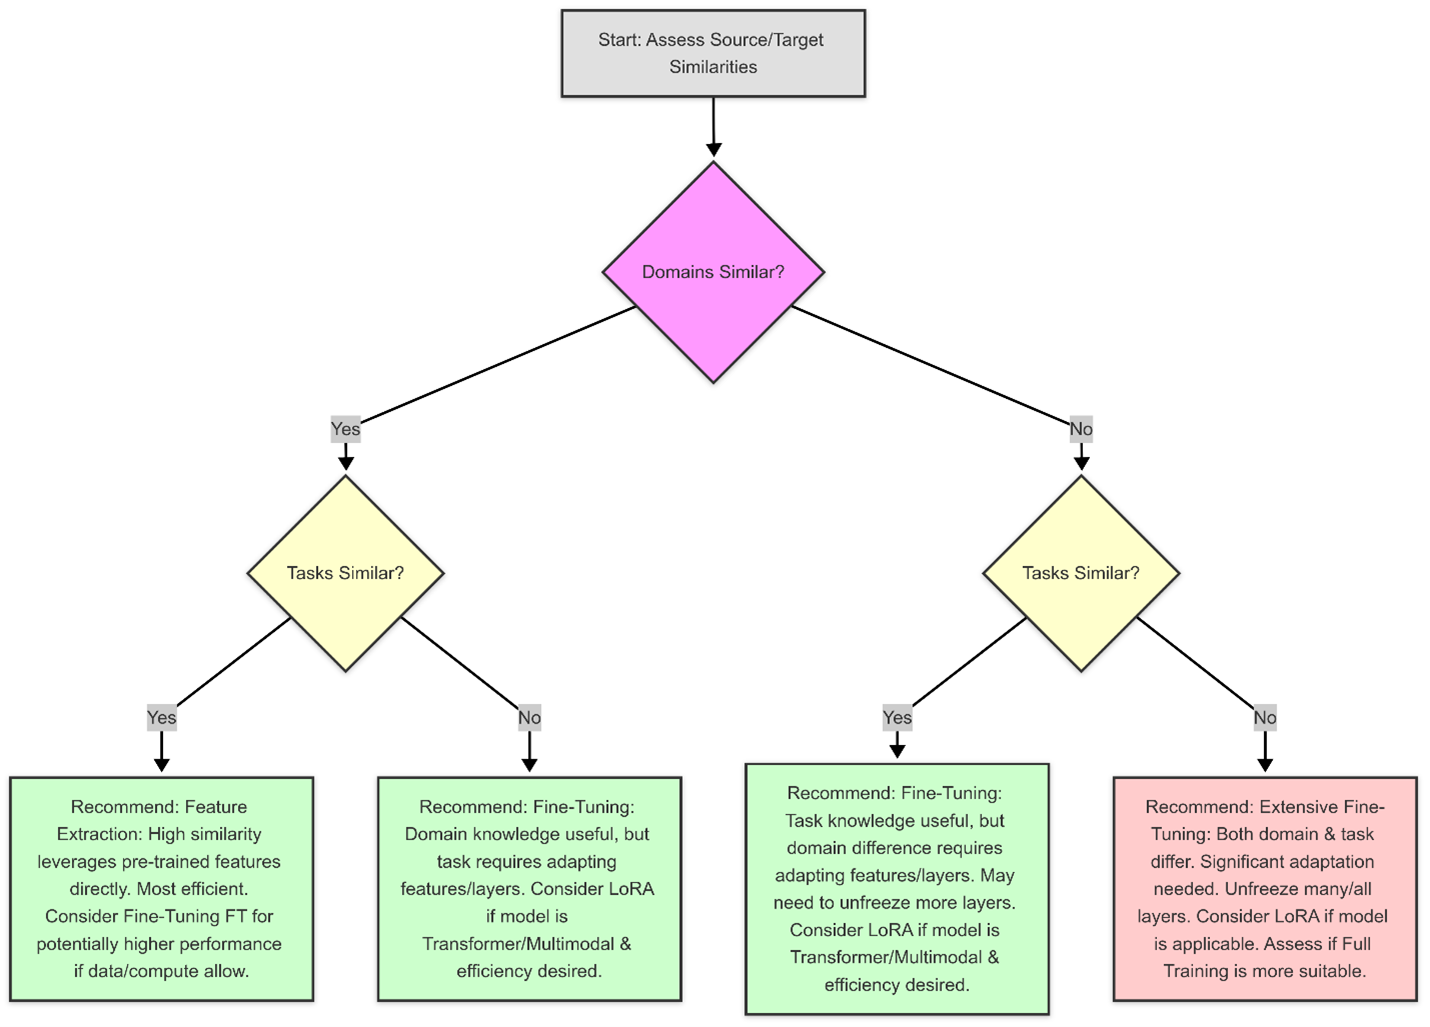 Start: Assess Source/Target
Similarities
Domains Similar?
Yes
No
Tasks Similar?
Tasks Similar?
Yes
No
Yes
No
Recommend: Feature
Extraction: High similarity
leverages pre-trained features
directly. Most efficient.
Consider Fine-Tuning FT for
potentially higher performance
if data/compute allow.
Recommend: Fine-Tuning:
Domain knowledge useful, but
task requires adapting
features/layers. Consider LoRA
if model is
Transformer/Multimodal &
efficiency desired.
Recommend: Fine-Tuning:
Task knowledge useful, but
domain difference requires
adapting features/layers. May
need to unfreeze more layers.
Consider LoRA if model is
Transformer/Multimodal &
efficiency desired.
Recommend: Extensive Fine-
Tuning: Both domain & task
differ. Significant adaptation
needed. Unfreeze many/all
layers. Consider LoRA if model
is applicable. Assess if Full
Training is more suitable.